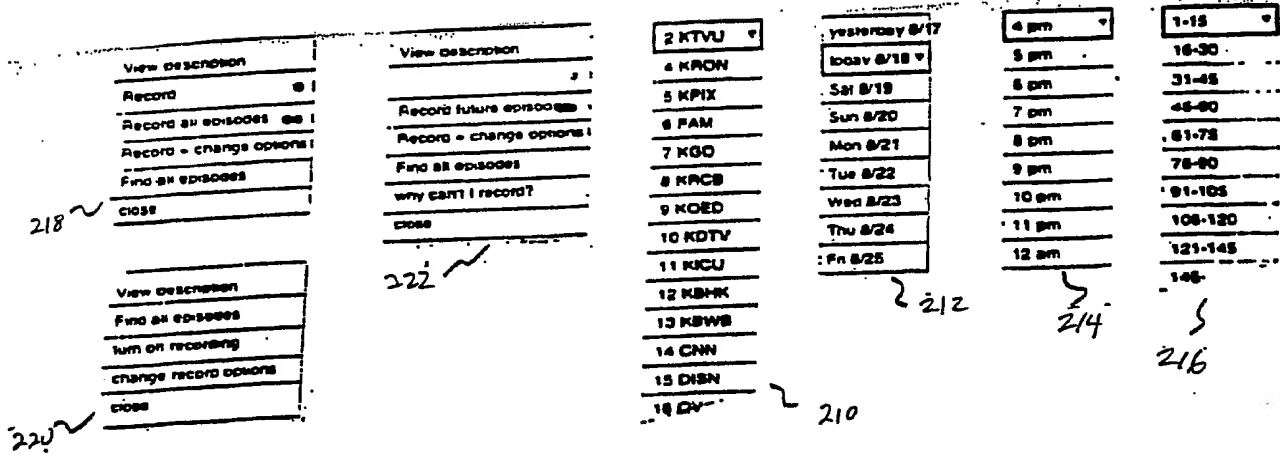 View Description
Record
Record all episodes
Record - change options
Find all episodes
close
218
View Description
Find all episodes
Turn on recording
change record options
close
220
View Description
Record future episodes
Record - change options
Find all episodes
why can't I record?
close
222
2 KTVU
4 KRON
5 KPIX
6 FAM
7 KGO
8 KRCB
9 KQED
10 KDTV
11 KICU
12 KBHK
13 KBWB
14 CNN
15 DISN
210
yesterday 8/17
today 8/18
Sat 8/19
Sun 8/20
Mon 8/21
Tue 8/22
Wed 8/23
Thu 8/24
Fri 8/25
212
4 pm
5 pm
6 pm
7 pm
8 pm
9 pm
10 pm
11 pm
12 am
214
1-15
16-30
31-45
46-60
61-75
76-90
91-105
106-120
121-145
146-
216